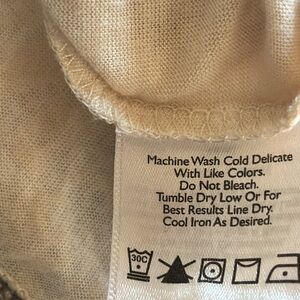 Machine Wash Cold Delicate
With Like Colors.
Do Not Bleach.
Tumble Dry Low Or For
Best Results Line Dry.
Cool Iron As Desired.
30C